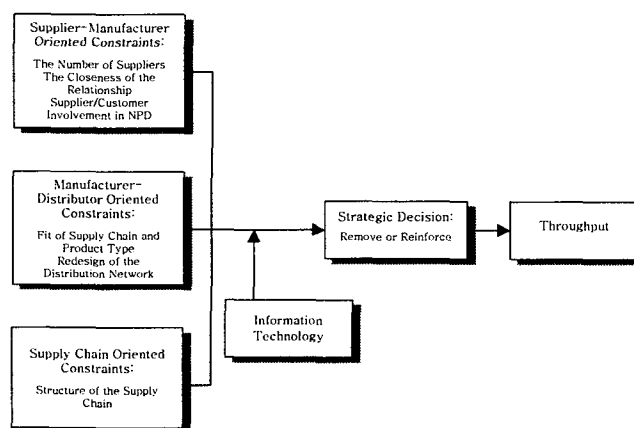 Supplier-Manufacturer
Oriented Constraints:
The Number of Suppliers
The Closeness of the
Relationship
Supplier/Customer
Involvement in NPD
Manufacturer-
Distributor Oriented
Constraints:
Fit of Supply Chain and
Product Type
Redesign of the
Distribution Network
Supply Chain Oriented
Constraints:
Structure of the Supply
Chain
Information
Technology
Strategic Decision:
Remove or Reinforce
Throughput